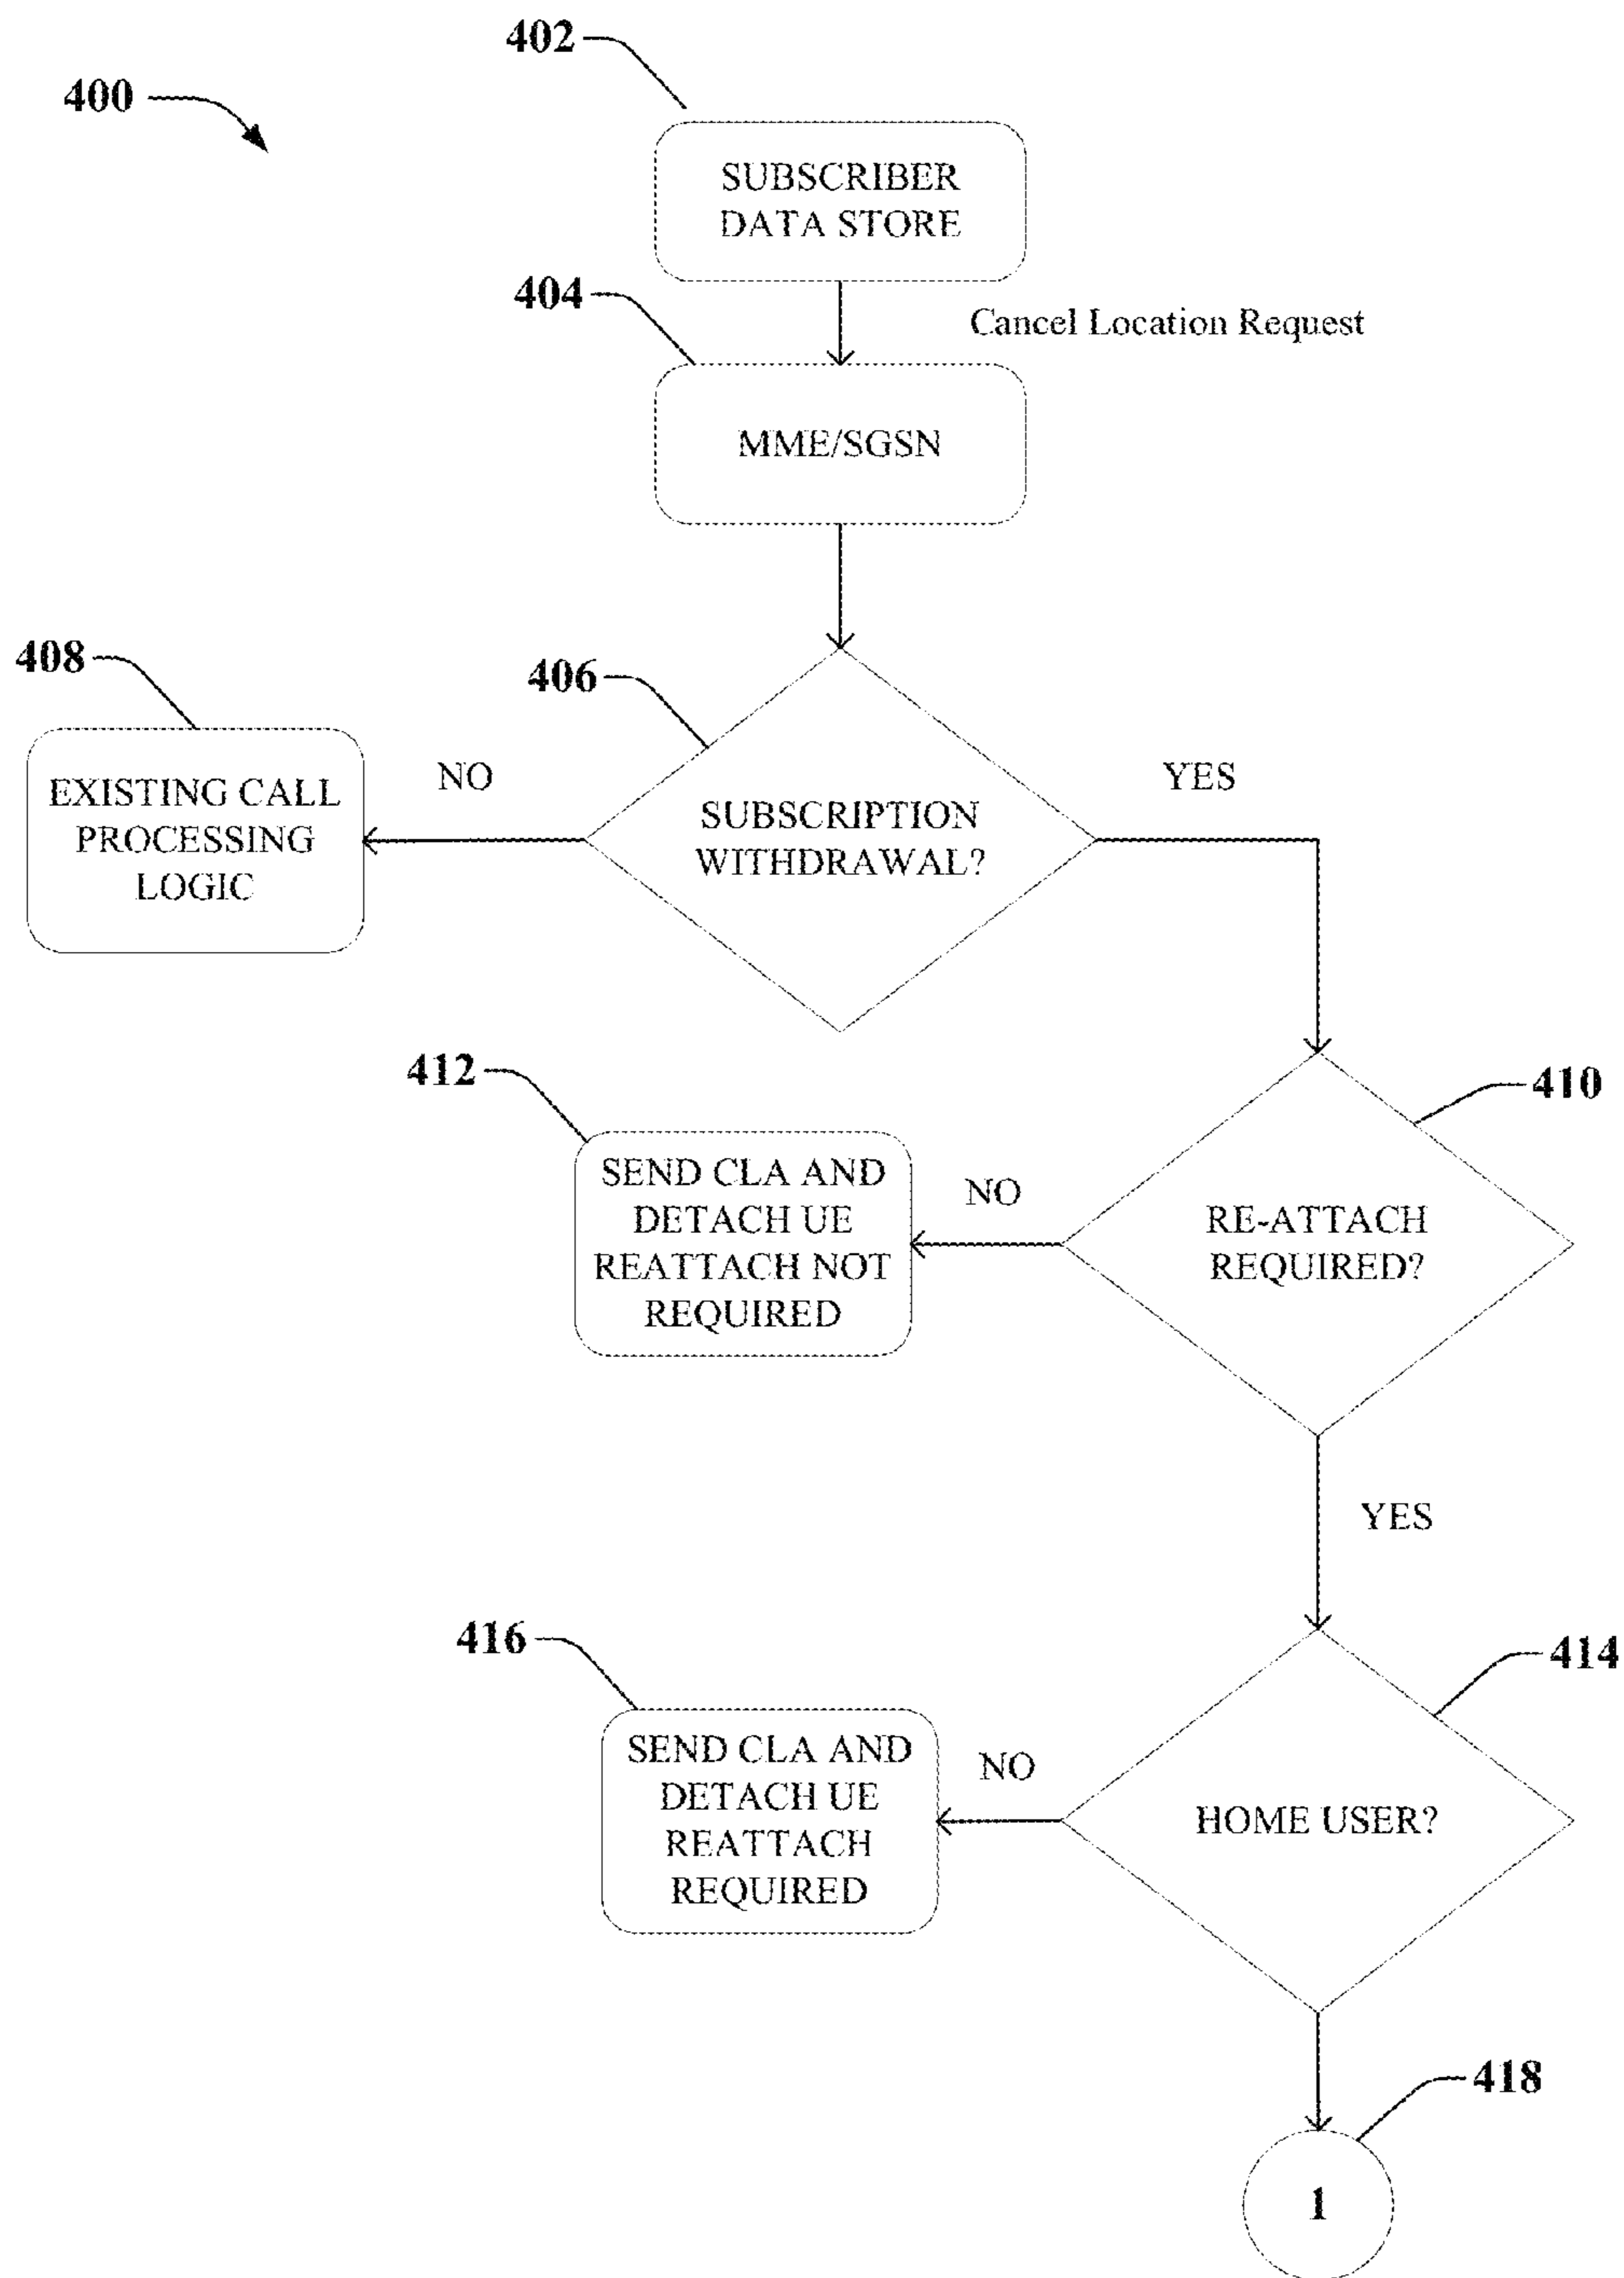 402
400
SUBSCRIBER
DATA STORE
404
Cancel Location Request
MME/SGSN
408
406
NO
YES
EXISTING CALL
PROCESSING
LOGIC
SUBSCRIPTION
WITHDRAWAL?
412
410
SEND CLA AND
DETACH UE
REATTACH NOT
REQUIRED
NO
RE-ATTACH
REQUIRED?
YES
416
414
SEND CLA AND
DETACH UE
REATTACH
REQUIRED
NO
HOME USER?
418
1